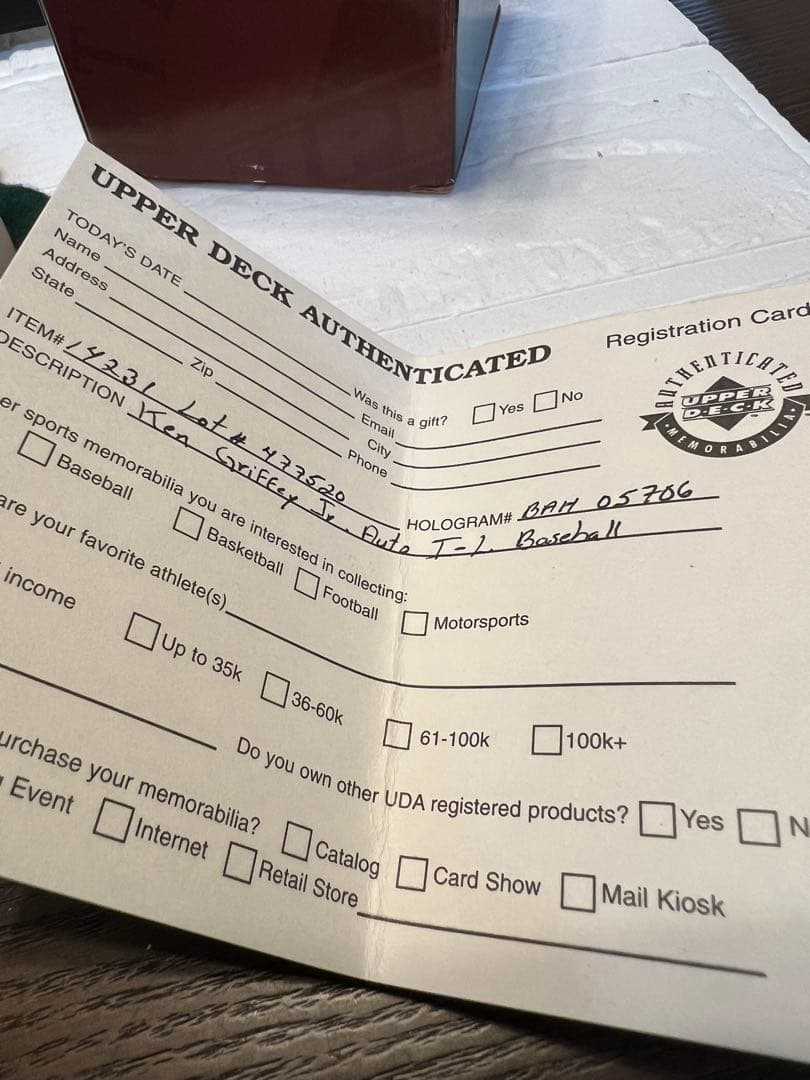 UPPER DECK AUTHENTICATED
Registration Card
AUTHENTICATED
UPPER
D·E·C·K
MEMORABILIA
TODAY'S DATE
Was this a gift? Yes No
Name
Email
Address
City
State Zip
Phone
ITEM# 14231 Lot # 477520 HOLOGRAM# BAH 05706
DESCRIPTION Ken Griffey Jr. Auto I-L Baseball
er sports memorabilia you are interested in collecting:
Baseball Basketball Football Motorsports
are your favorite athlete(s)
income Up to 35k 36-60k 61-100k 100k+
Do you own other UDA registered products? Yes N
urchase your memorabilia? Catalog Card Show Mail Kiosk
Event Internet Retail Store